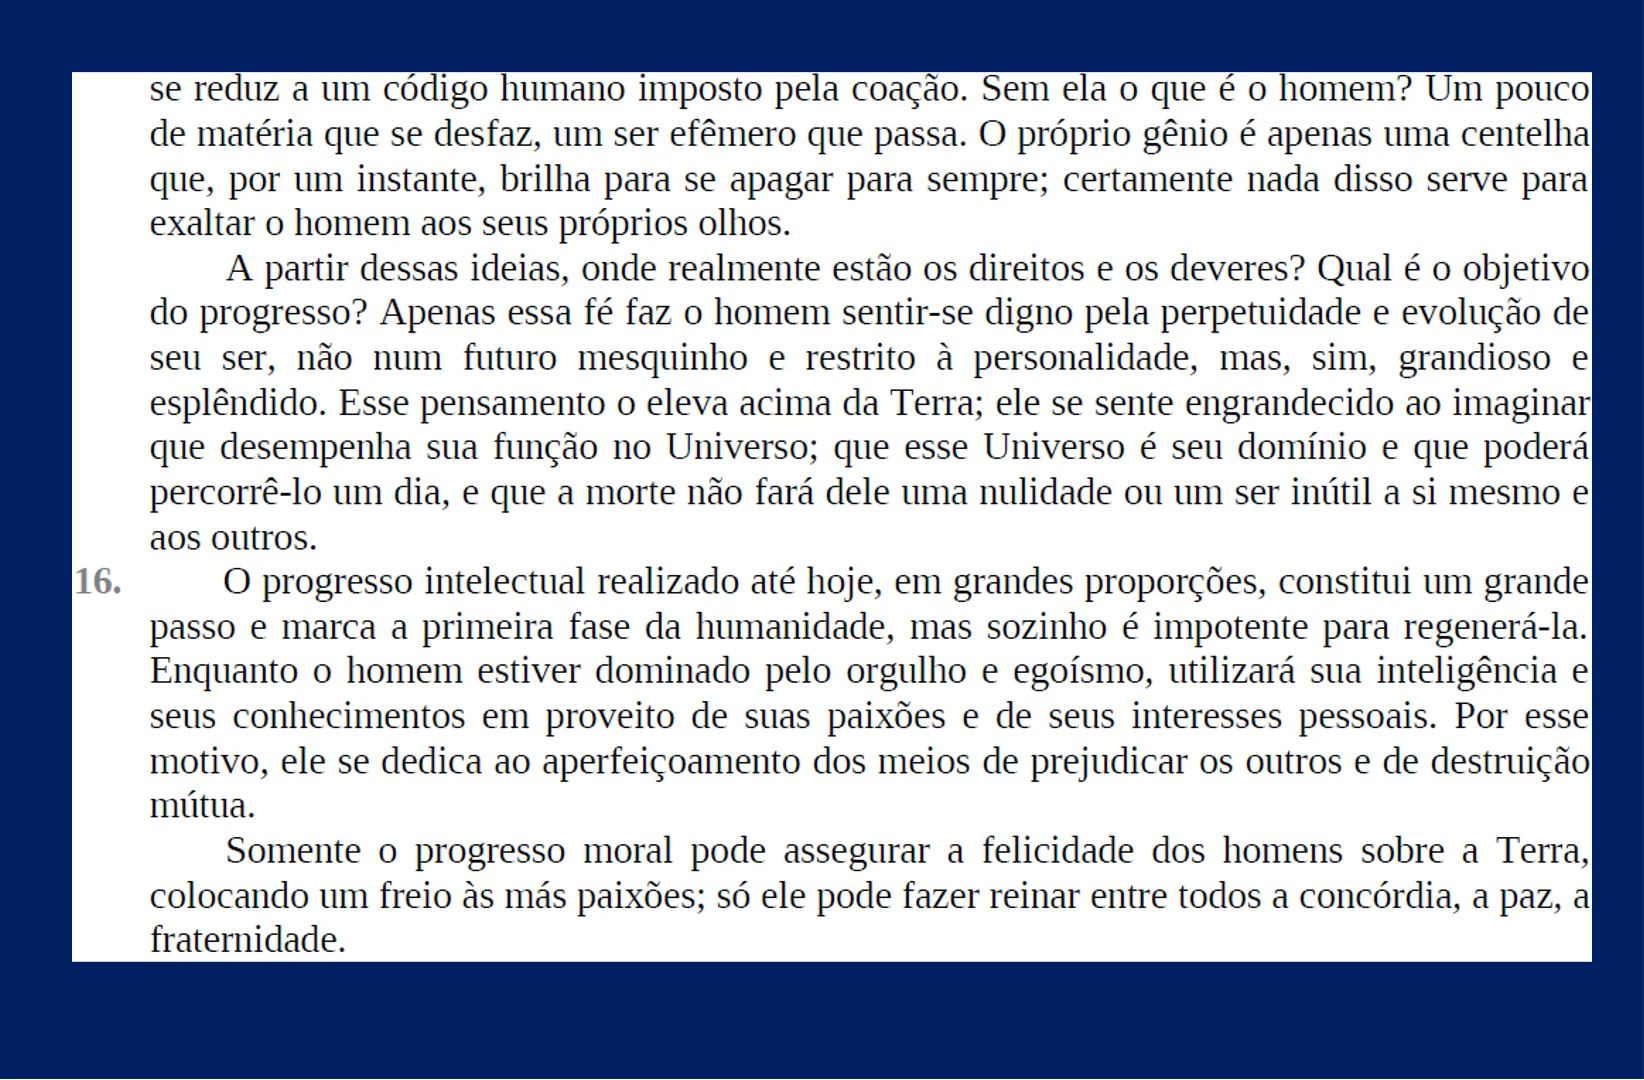 se reduz a um código humano imposto pela coação. Sem ela o que é o homem? Um pouco
de matéria que se desfaz, um ser efêmero que passa. O próprio gênio é apenas uma centelha
que, por um instante, brilha para se apagar para sempre; certamente nada disso serve para
exaltar o homem aos seus próprios olhos.
A partir dessas ideias, onde realmente estão os direitos e os deveres? Qual é o objetivo
do progresso? Apenas essa fé faz o homem sentir-se digno pela perpetuidade e evolução de
seu ser, não num futuro mesquinho e restrito à personalidade, mas, sim, grandioso e
esplêndido. Esse pensamento o eleva acima da Terra; ele se sente engrandecido ao imaginar
que desempenha sua função no Universo; que esse Universo é seu domínio e que poderá
percorrê-lo um dia, e que a morte não fará dele uma nulidade ou um ser inútil a si mesmo e
aos outros.
16. O progresso intelectual realizado até hoje, em grandes proporções, constitui um grande
passo e marca a primeira fase da humanidade, mas sozinho é impotente para regenerá-la.
Enquanto o homem estiver dominado pelo orgulho e egoísmo, utilizará sua inteligência e
seus conhecimentos em proveito de suas paixões e de seus interesses pessoais. Por esse
motivo, ele se dedica ao aperfeiçoamento dos meios de prejudicar os outros e de destruição
mútua.
Somente o progresso moral pode assegurar a felicidade dos homens sobre a Terra,
colocando um freio às más paixões; só ele pode fazer reinar entre todos a concórdia, a paz, a
fraternidade.